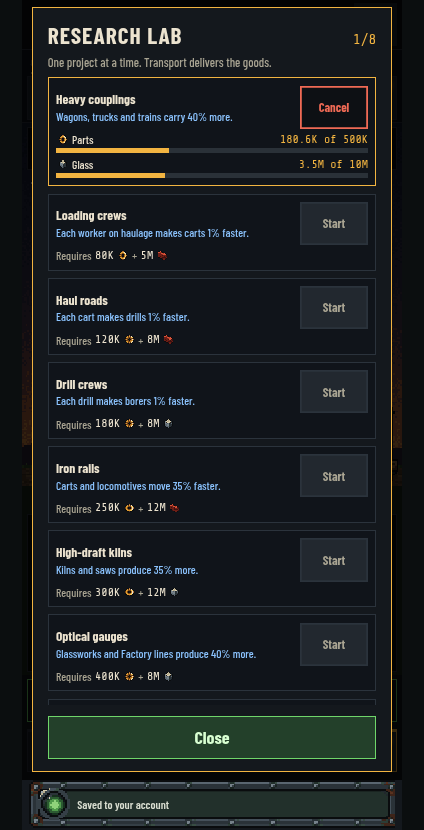 RESEARCH LAB 1/8
One project at a time. Transport delivers the goods.
Heavy couplings
Cancel
Wagons, trucks and trains carry 40% more.
Parts 180.6K of 500K
Glass 3.5M of 10M
Loading crews
Start
Each worker on haulage makes carts 1% faster.
Requires 80K + 5M
Haul roads
Start
Each cart makes drills 1% faster.
Requires 120K + 8M
Drill crews
Start
Each drill makes borers 1% faster.
Requires 180K + 8M
Iron rails
Start
Carts and locomotives move 35% faster.
Requires 250K + 12M
High-draft kilns
Start
Kilns and saws produce 35% more.
Requires 300K + 12M
Optical gauges
Start
Glassworks and Factory lines produce 40% more.
Requires 400K + 8M
Close
Saved to your account